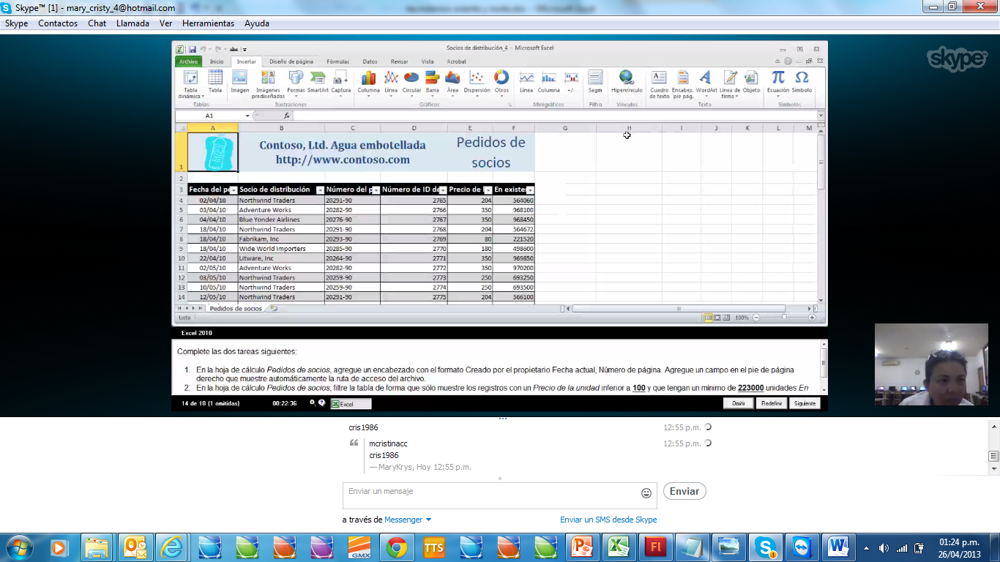 Skype™ [1] - mary_cristy_4@hotmail.com
Skype Contactos Chat Llamada Ver Herramientas Ayuda
skype
Socios de distribución_4 - Microsoft Excel
Archivo Inicio Insertar Diseño de página Fórmulas Datos Revisar Vista Acrobat
Tabla dinámica Tabla Imagen Imágenes prediseñadas Formas SmartArt Captura Columna Línea Circular Barra Área Dispersión Otros Línea Columna +/- Segm Hipervínculo Cuadro de texto Encabez. pie pág. WordArt Línea de firma Objeto Ecuación Símbolo
Tablas Ilustraciones Gráficos Minigráficos Filtro Vínculos Texto Símbolos
A1 fx
A B C D E F G H I J K L M
1 Contoso, Ltd. Agua embotellada
http://www.contoso.com
Pedidos de
socios
2
3 Fecha del pe Socio de distribución Número del p Número de ID de Precio de En existe
4 02/04/10 Northwind Traders 20291-90 2765 204 564060
5 03/04/10 Adventure Works 20282-90 2766 350 968100
6 04/04/10 Blue Yonder Airlines 20276-90 2767 350 968450
7 18/04/10 Northwind Traders 20291-90 2768 204 564672
8 18/04/10 Fabrikam, Inc 20293-90 2769 80 221520
9 18/04/10 Wide World Importers 20285-90 2770 180 498600
10 22/04/10 Litware, Inc 20264-90 2771 350 969850
11 02/05/10 Adventure Works 20282-90 2772 350 970200
12 03/05/10 Northwind Traders 20259-90 2773 250 693250
13 10/05/10 Northwind Traders 20259-90 2774 250 693500
14 12/05/10 Northwind Traders 20291-90 2775 204 566100
Pedidos de socios
Listo 100%
Excel 2010
Complete las dos tareas siguientes:
1. En la hoja de cálculo Pedidos de socios, agregue un encabezado con el formato Creado por el propietario Fecha actual, Número de página. Agregue un campo en el pie de página
derecho que muestre automáticamente la ruta de acceso del archivo.
2. En la hoja de cálculo Pedidos de socios, filtre la tabla de forma que sólo muestre los registros con un Precio de la unidad inferior a 100 y que tengan un mínimo de 223000 unidades En
14 de 18 (1 omitidas) 00:22:36 Excel Omitir Redefinir Siguiente
cris1986 12:55 p.m.
mcristinacc 12:55 p.m.
cris1986
— MaryKrys, Hoy 12:55 p.m.
Enviar un mensaje Enviar
a través de Messenger Enviar un SMS desde Skype
TTS GMX Fl 1
01:24 p.m.
26/04/2013